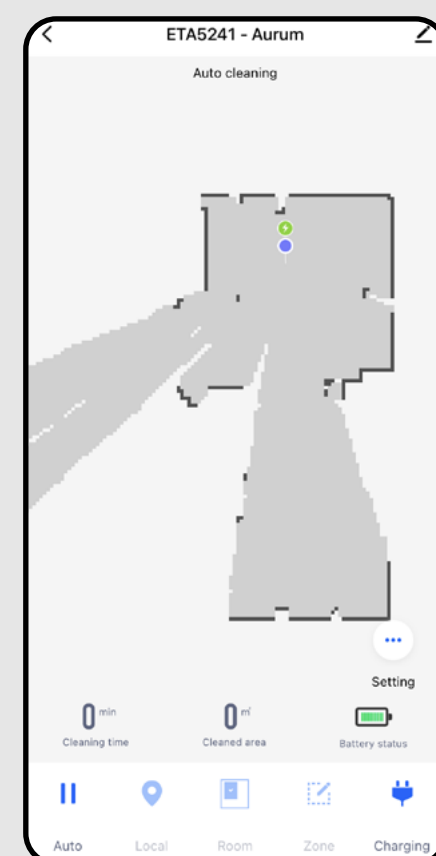 ETA5241 - Aurum
Auto cleaning
Setting
0 min
0 ㎡
Cleaning time
Cleaned area
Battery status
Auto
Local
Room
Zone
Charging